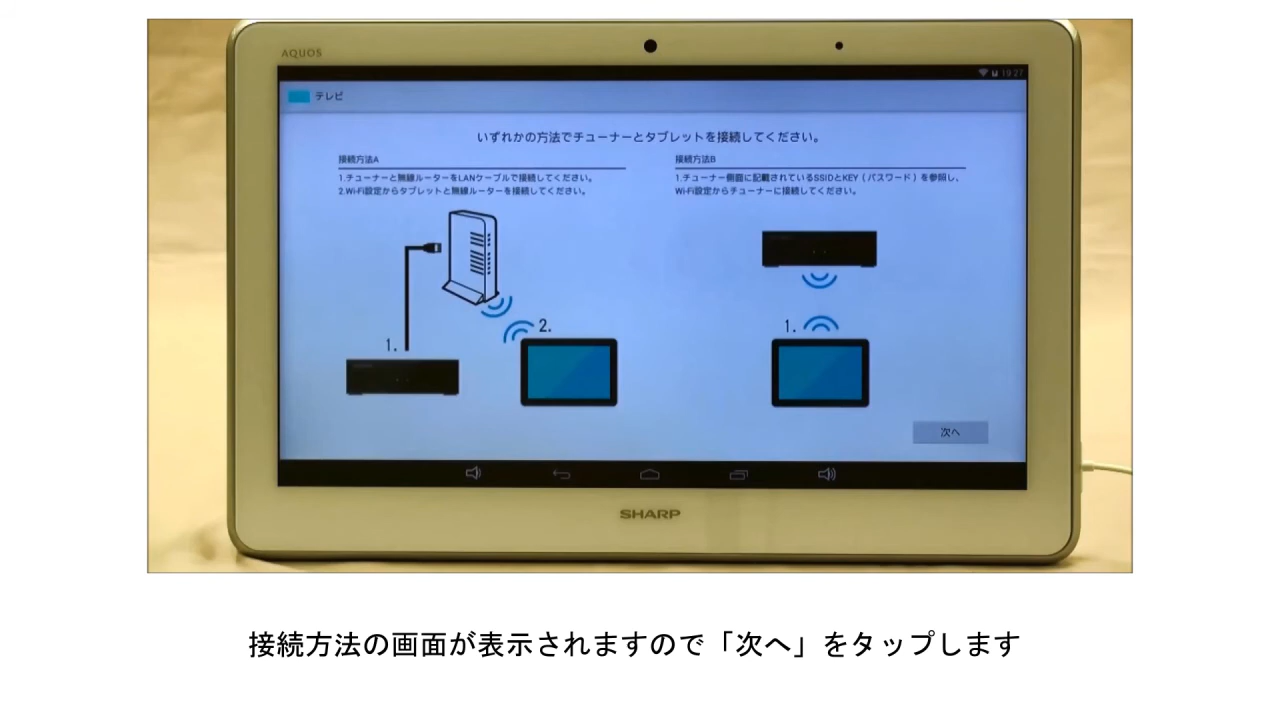 AQUOS
19:27
テレビ
いずれかの方法でチューナーとタブレットを接続してください。
接続方法A
1.チューナーと無線ルーターをLANケーブルで接続してください。
2.Wi-Fi設定からタブレットと無線ルーターを接続してください。
1.
2.
接続方法B
1.チューナー側面に記載されているSSIDとKEY(パスワード)を参照し、
Wi-Fi設定からチューナーに接続してください。
1.
次へ
SHARP
接続方法の画面が表示されますので「次へ」をタップします